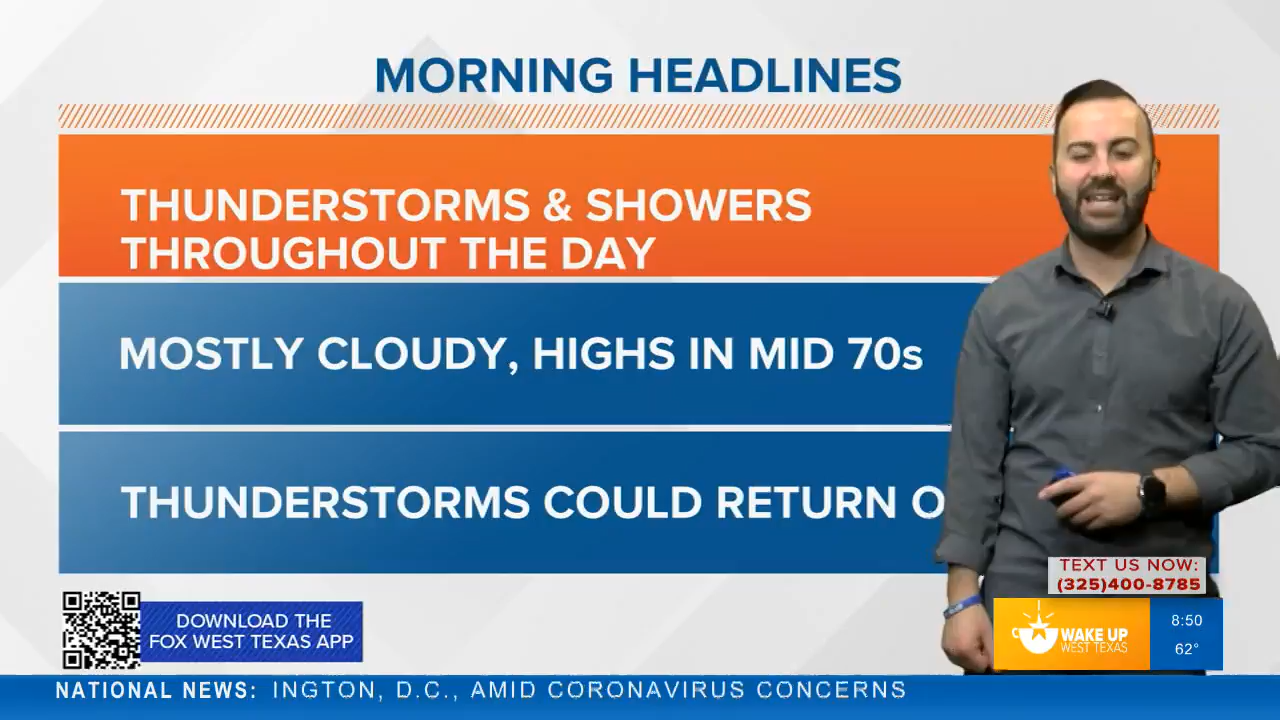 MORNING HEADLINES
THUNDERSTORMS & SHOWERS
THROUGHOUT THE DAY
MOSTLY CLOUDY, HIGHS IN MID 70s
THUNDERSTORMS COULD RETURN O
TEXT US NOW:
(325)400-8785
DOWNLOAD THE
FOX WEST TEXAS APP
WAKE UP
WEST TEXAS
8:50
62°
NATIONAL NEWS: INGTON, D.C., AMID CORONAVIRUS CONCERNS